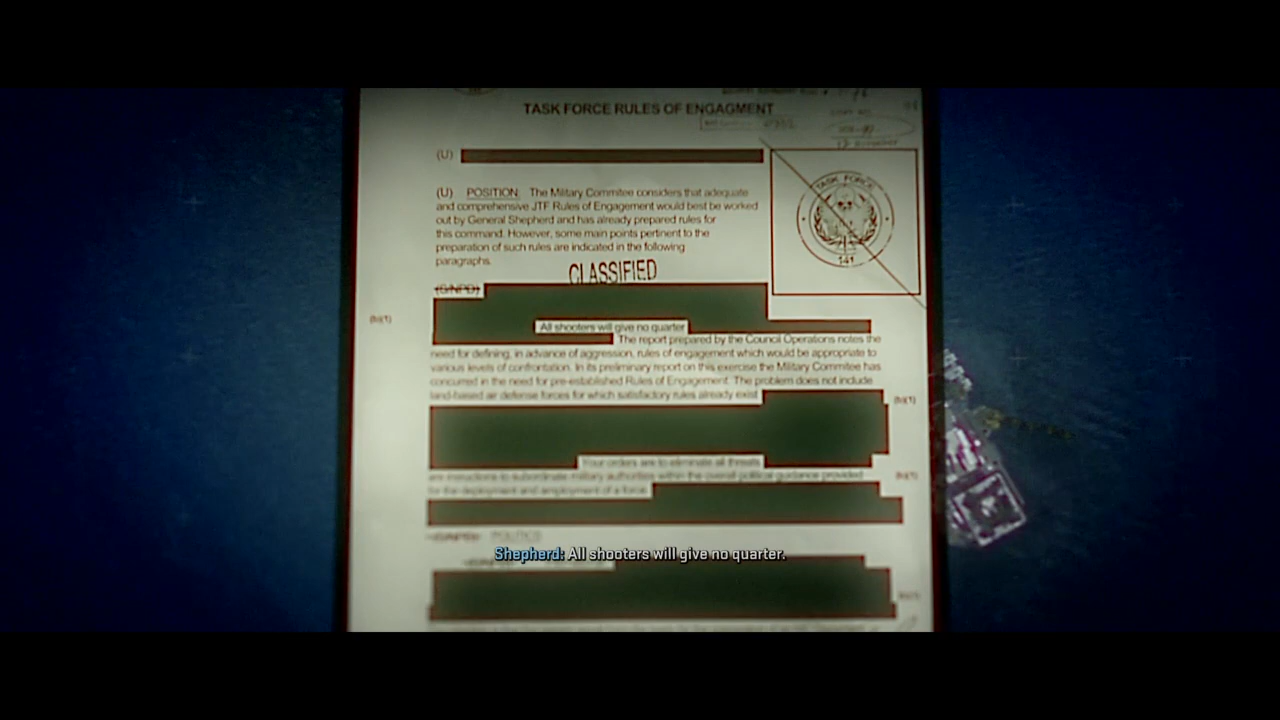 TASK FORCE RULES OF ENGAGMENT
(U)
(U) POSITION: The Military Commitee considers that adequate
and comprehensive JTF Rules of Engagement would best be worked
out by General Shepherd and has already prepared rules for
this command. However, some main points pertinent to the
preparation of such rules are indicated in the following
paragraphs.
TASK FORCE
141
CLASSIFIED
(S/NPD)
(b)(1)
All shooters will give no quarter
The report prepared by the Council Operations notes the
need for defining, in advance of aggression, rules of engagement which would be appropriate to
various levels of confrontation. In its preliminary report on this exercise the Military Commitee has
concurred in the need for pre-established Rules of Engagement. The problem does not include
land-based air defense forces for which satisfactory rules already exist
(b)(1)
Your orders are to eliminate all threats
are instructions to subordinate military authorities within the overall political guidance provided
for the deployment and employment of a force.
POLITICS
Shepherd: All shooters will give no quarter.